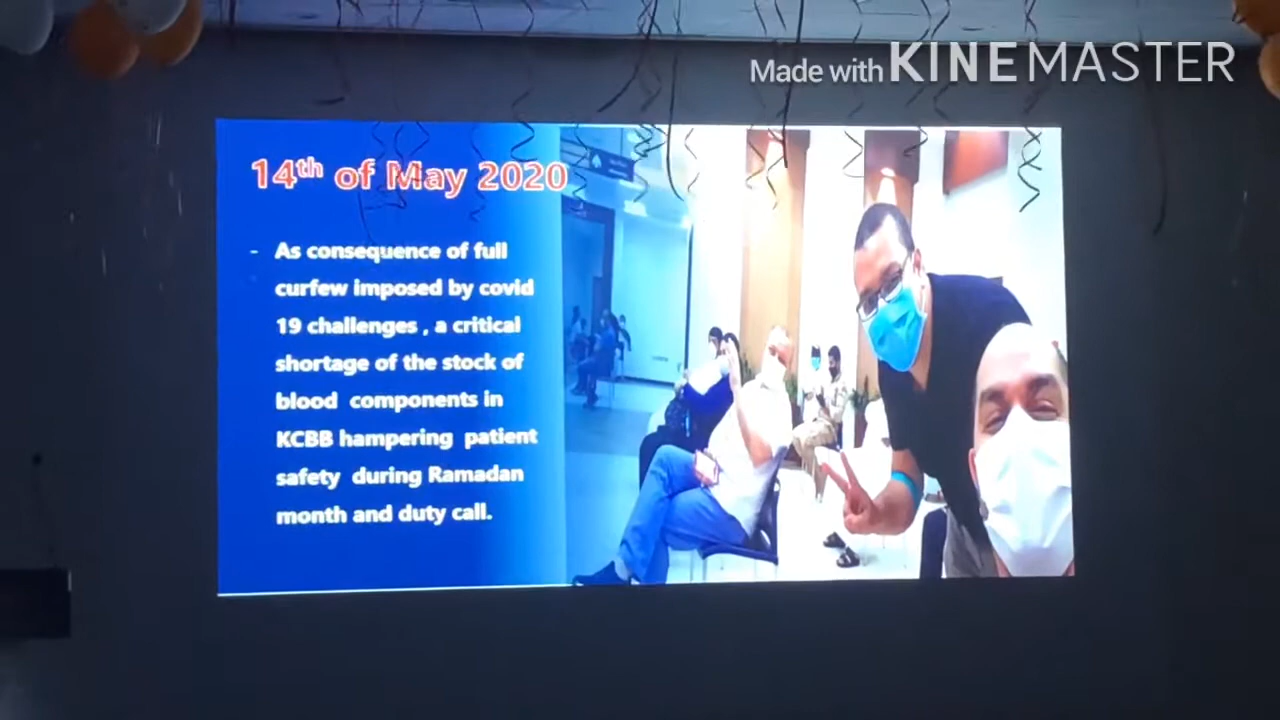 Made with KINEMASTER
14th of May 2020
- As consequence of full
curfew imposed by covid
19 challenges , a critical
shortage of the stock of
blood components in
KCBB hampering patient
safety during Ramadan
month and duty call.